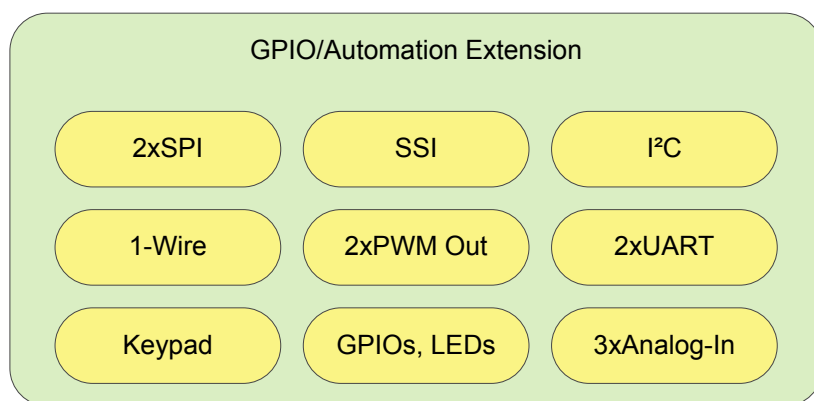 GPIO/Automation Extension
2xSPI
SSI
I²C
1-Wire
2xPWM Out
2xUART
Keypad
GPIOs, LEDs
3xAnalog-In